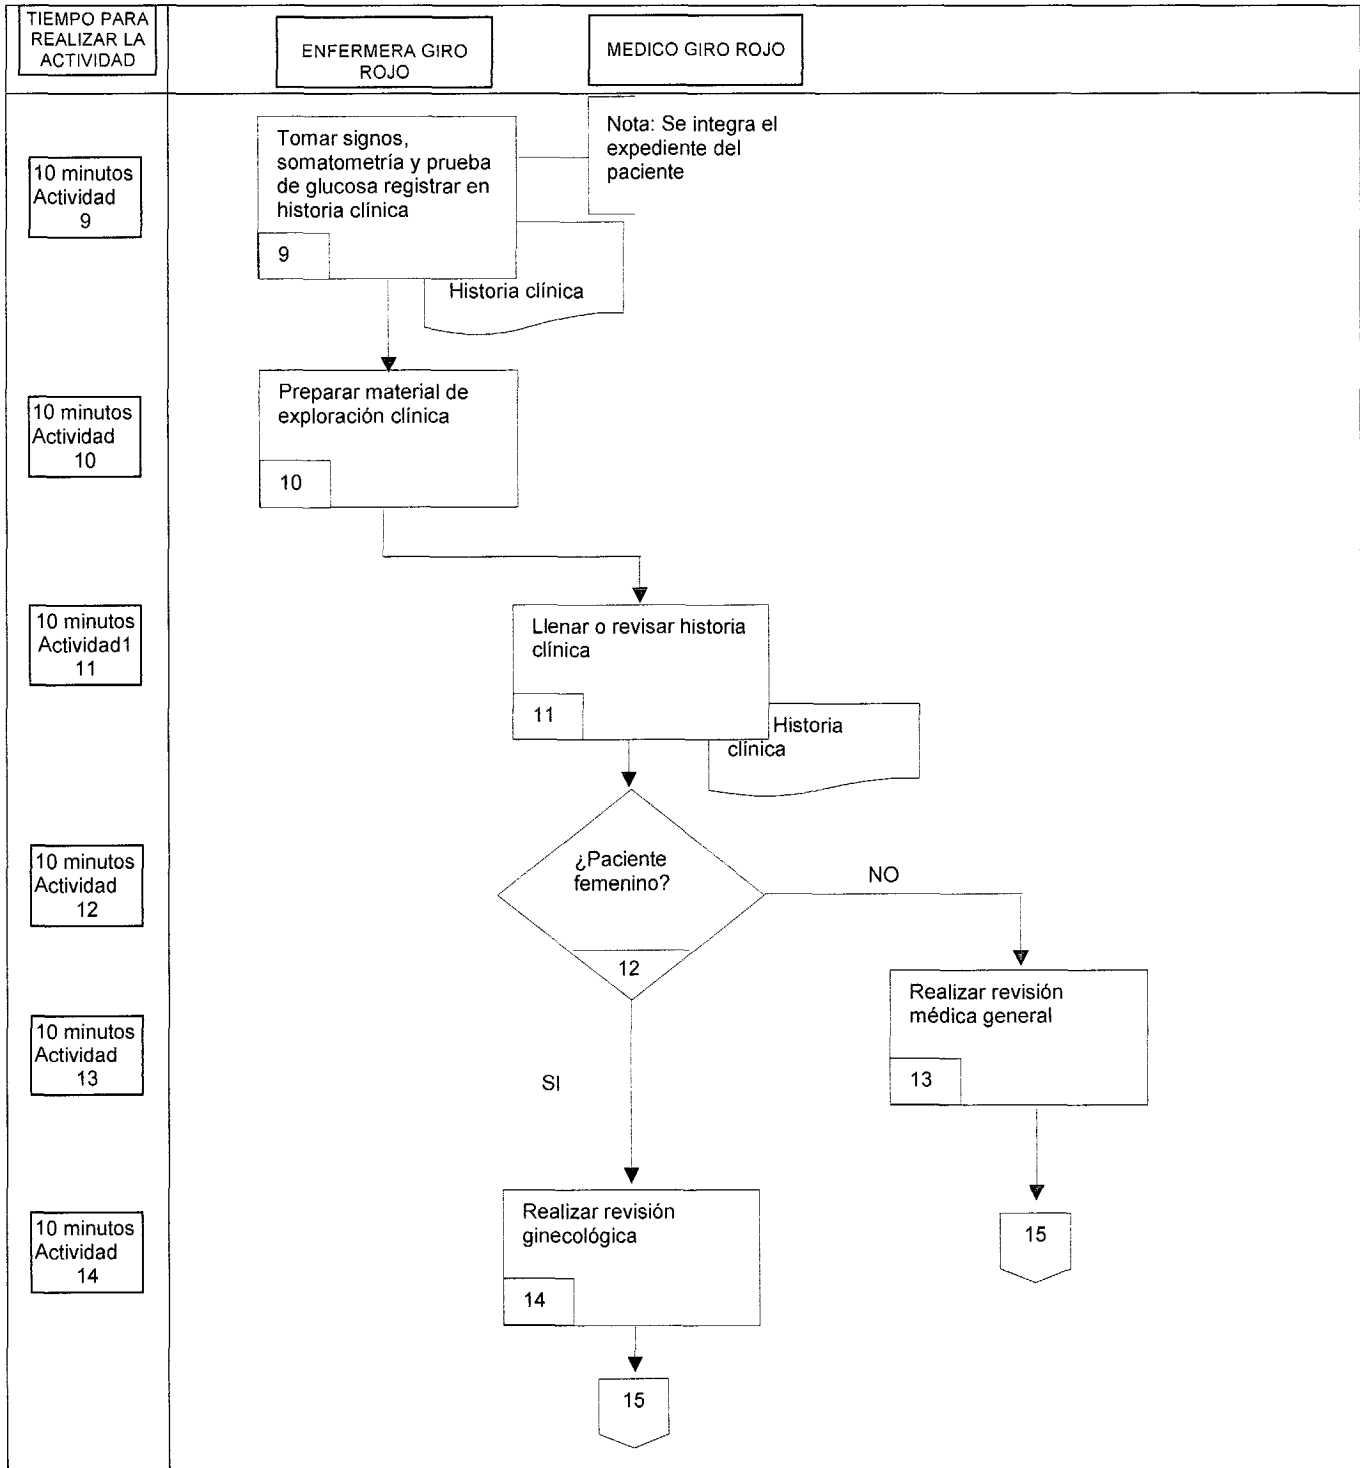 TIEMPO PARA
REALIZAR LA
ACTIVIDAD
ENFERMERA GIRO
ROJO
MEDICO GIRO ROJO
10 minutos
Actividad
9
Tomar signos,
somatometría y prueba
de glucosa registrar en
historia clínica
9
Nota: Se integra el
expediente del
paciente
Historia clínica
10 minutos
Actividad
10
Preparar material de
exploración clínica
10
10 minutos
Actividad1
11
Llenar o revisar historia
clínica
11
Historia
clínica
10 minutos
Actividad
12
¿Paciente
femenino?
12
NO
10 minutos
Actividad
13
SI
Realizar revisión
médica general
13
10 minutos
Actividad
14
Realizar revisión
ginecológica
14
15
15